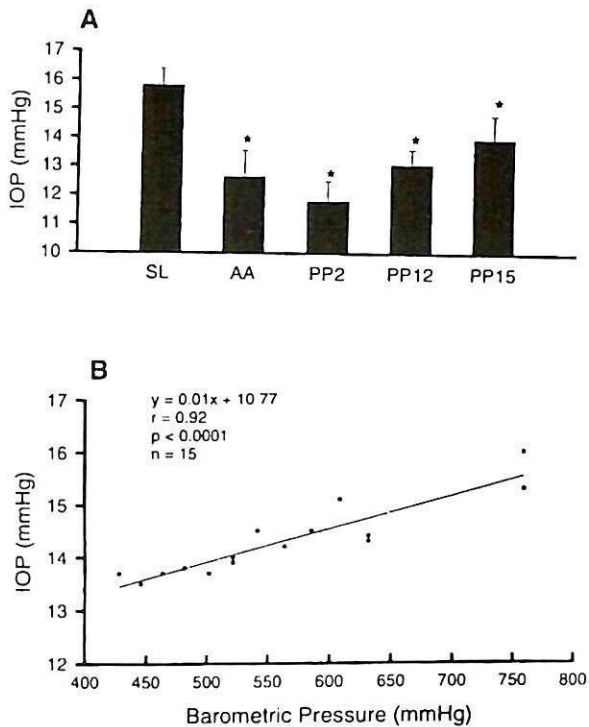 A
17
16
15
14
13
12
11
10
IOP (mmHg)
*
*
*
*
SL AA PP2 PP12 PP15
B
y = 0.01x + 10 77
r = 0.92
p < 0.0001
n = 15
17
16
15
14
13
12
IOP (mmHg)
400 450 500 550 600 650 700 750 800
Barometric Pressure (mmHg)